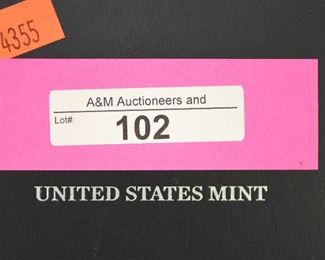 4355
A&M Auctioneers and
Lot#:
102
UNITED STATES MINT